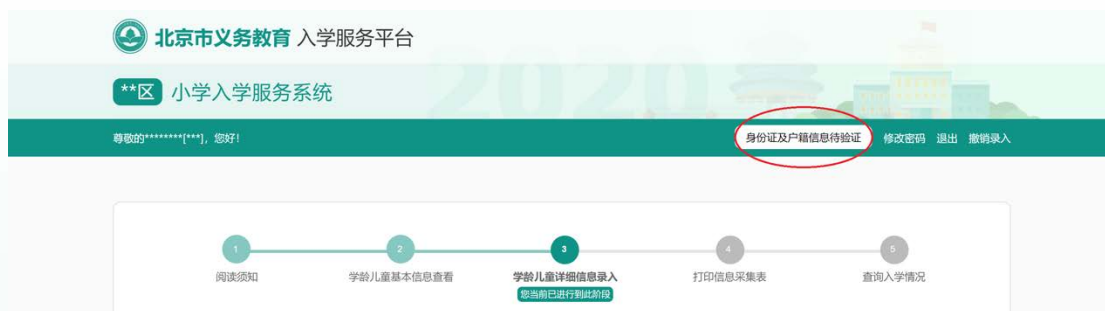 北京市义务教育 入学服务平台
2020
**区 小学入学服务系统
尊敬的********[***]，您好！ 身份证及户籍信息待验证 修改密码 退出 撤销录入
1 2 3 4 5
阅读须知 学龄儿童基本信息查看 学龄儿童详细信息录入 打印信息采集表 查询入学情况
您当前已进行到此阶段